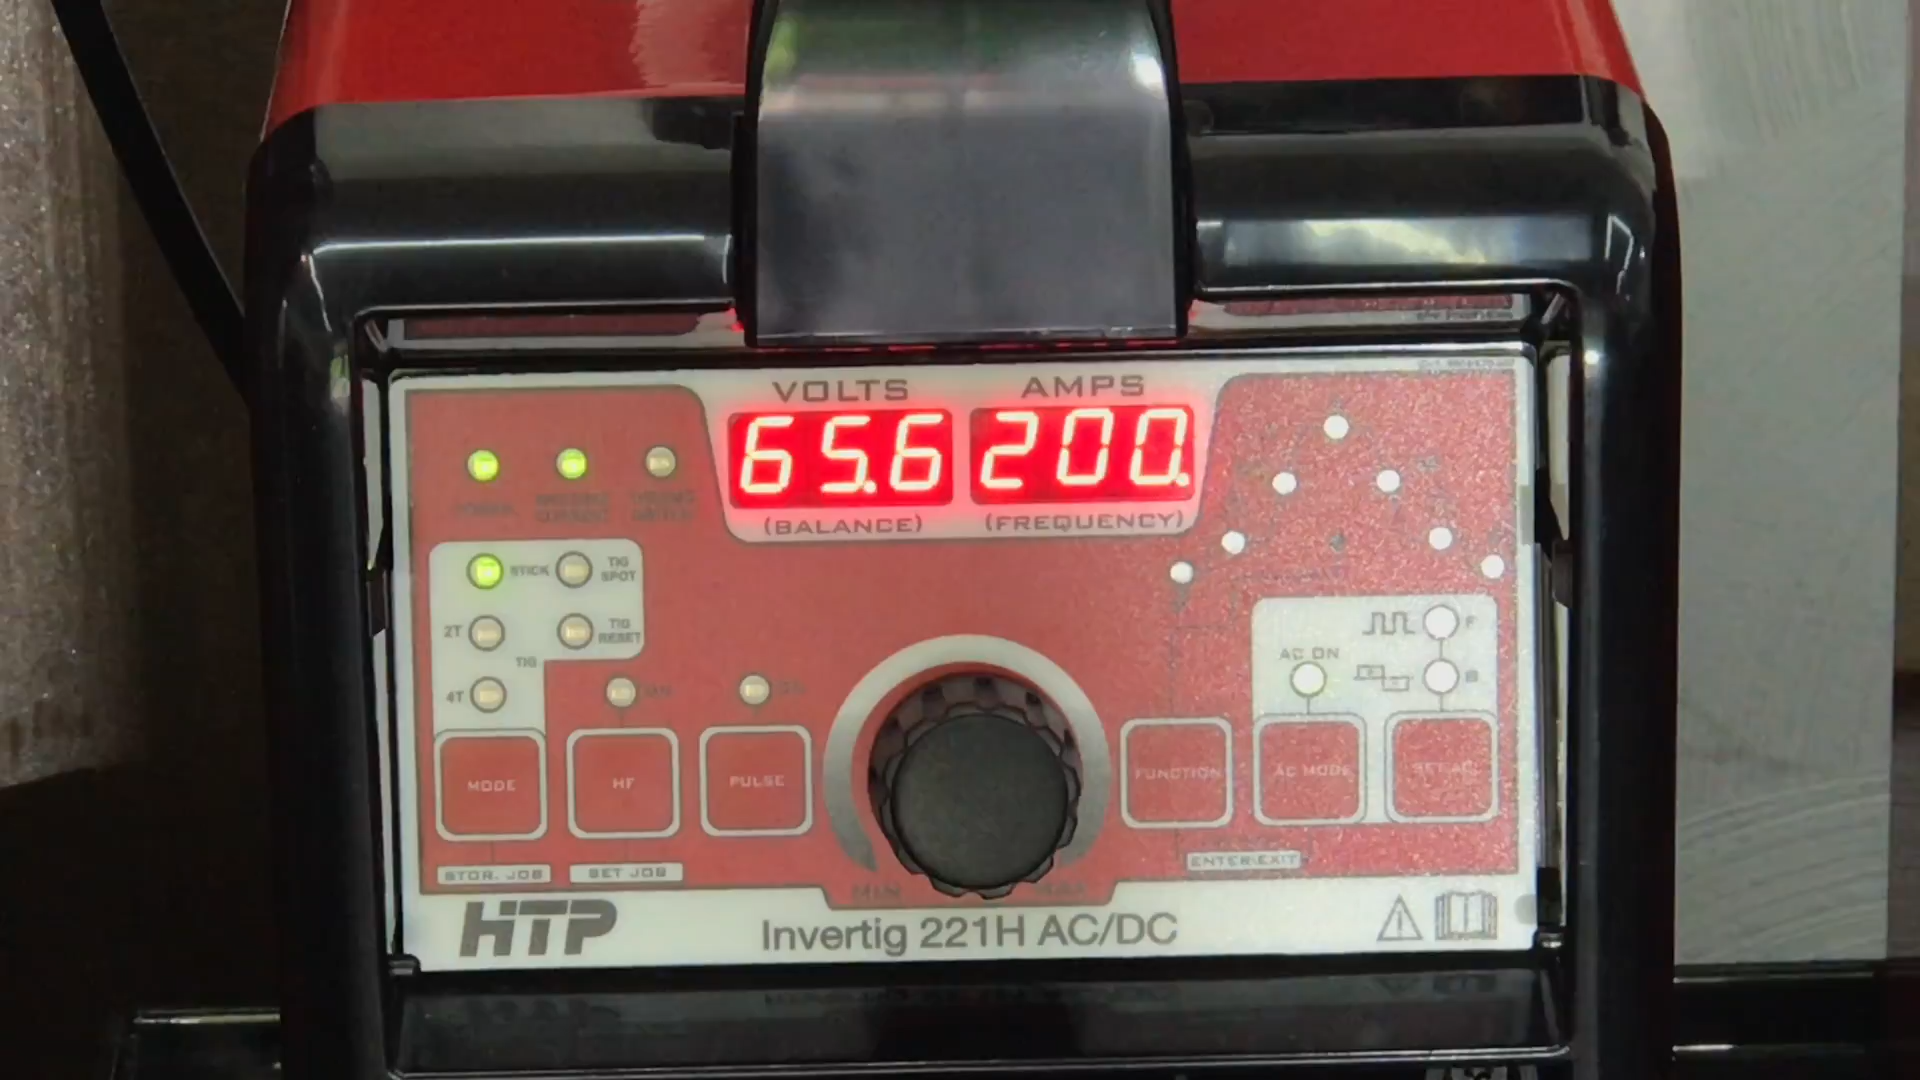 VOLTS AMPS
65.6 200.
(BALANCE) (FREQUENCY)
STICK TIG SPOT
2T TIG RESET
TIG
4T
AC ON
F
B
MODE HF PULSE FUNCTION AC MODE SET AC
STOR. JOB SET JOB ENTER-EXIT
MIN MAX
HTP Invertig 221H AC/DC